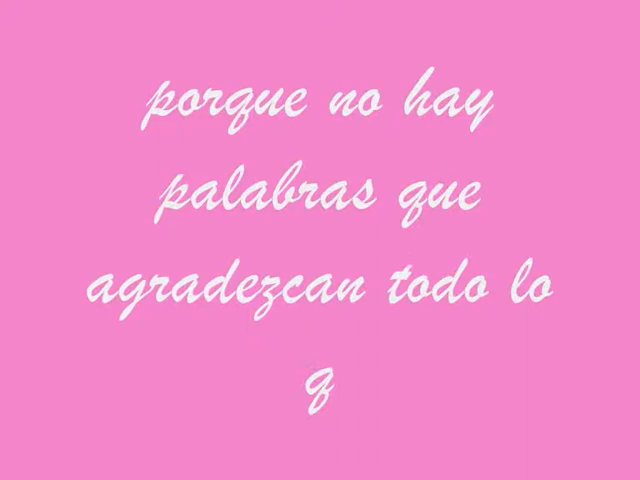 porque no hay
palabras que
agradezcan todo lo
q